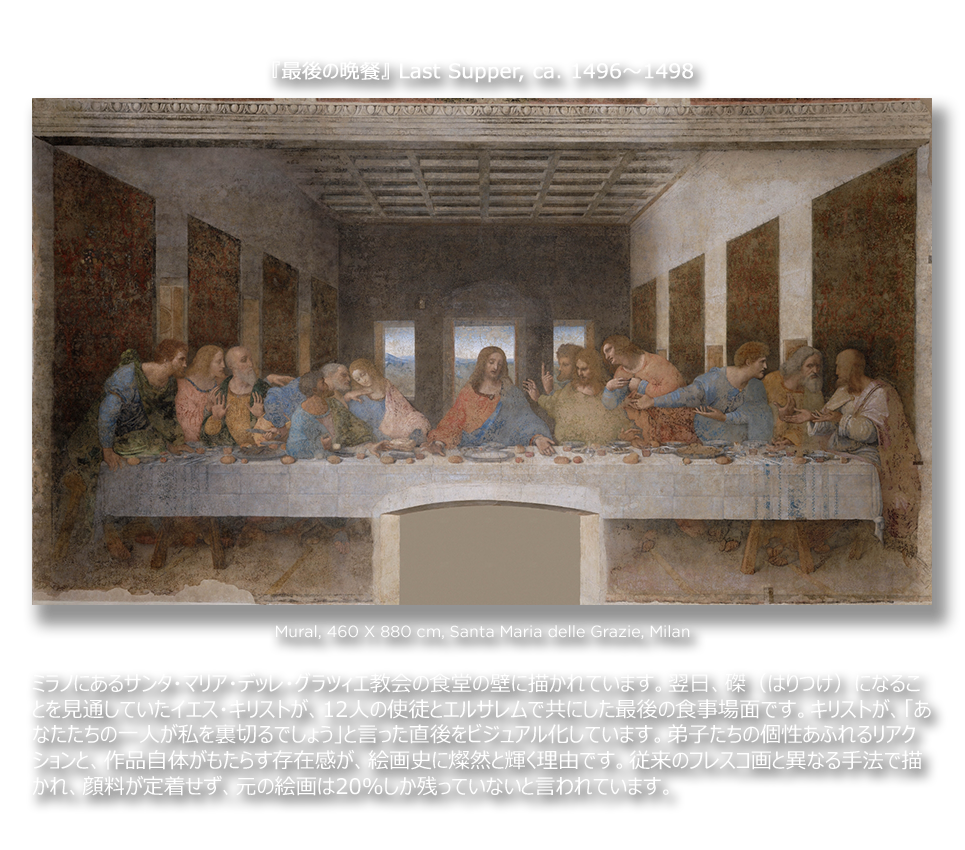 『最後の晩餐』 Last Supper, ca. 1496～1498
Mural, 460 X 880 cm, Santa Maria delle Grazie, Milan
ミラノにあるサンタ・マリア・デッレ・グラツィエ教会の食堂の壁に描かれています。翌日、磔（はりつけ）になるこ
とを見通していたイエス・キリストが、12人の使徒とエルサレムで共にした最後の食事場面です。キリストが、「あ
なたたちの一人が私を裏切るでしょう」と言った直後をビジュアル化しています。弟子たちの個性あふれるリアク
ションと、作品自体がもたらす存在感が、絵画史に燦然と輝く理由です。従来のフレスコ画と異なる手法で描
かれ、顔料が定着せず、元の絵画は20%しか残っていないと言われています。